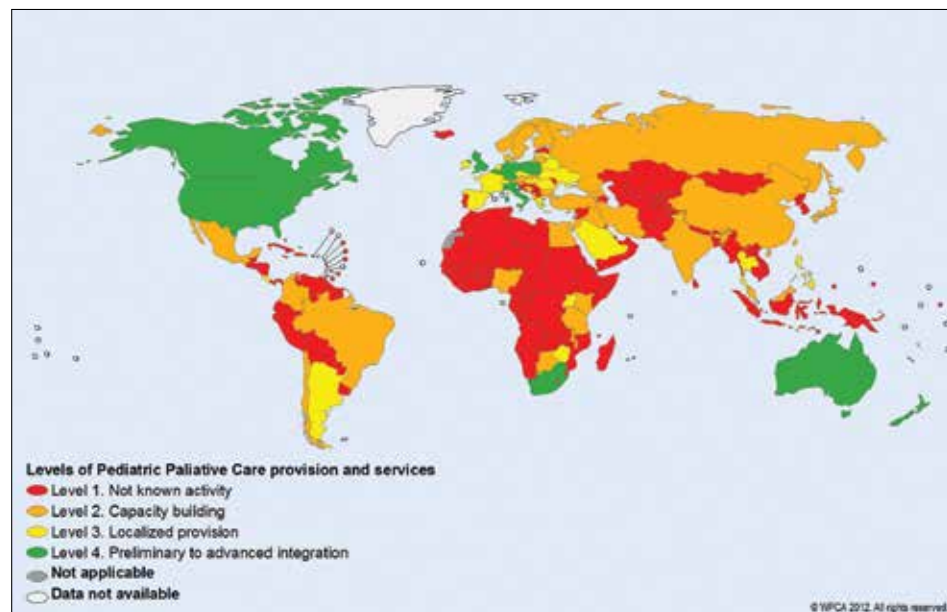 Levels of Pediatric Paliative Care provision and services
Level 1. Not known activity
Level 2. Capacity building
Level 3. Localized provision
Level 4. Preliminary to advanced integration
Not applicable
Data not available
© WPCA 2012. All rights reserved